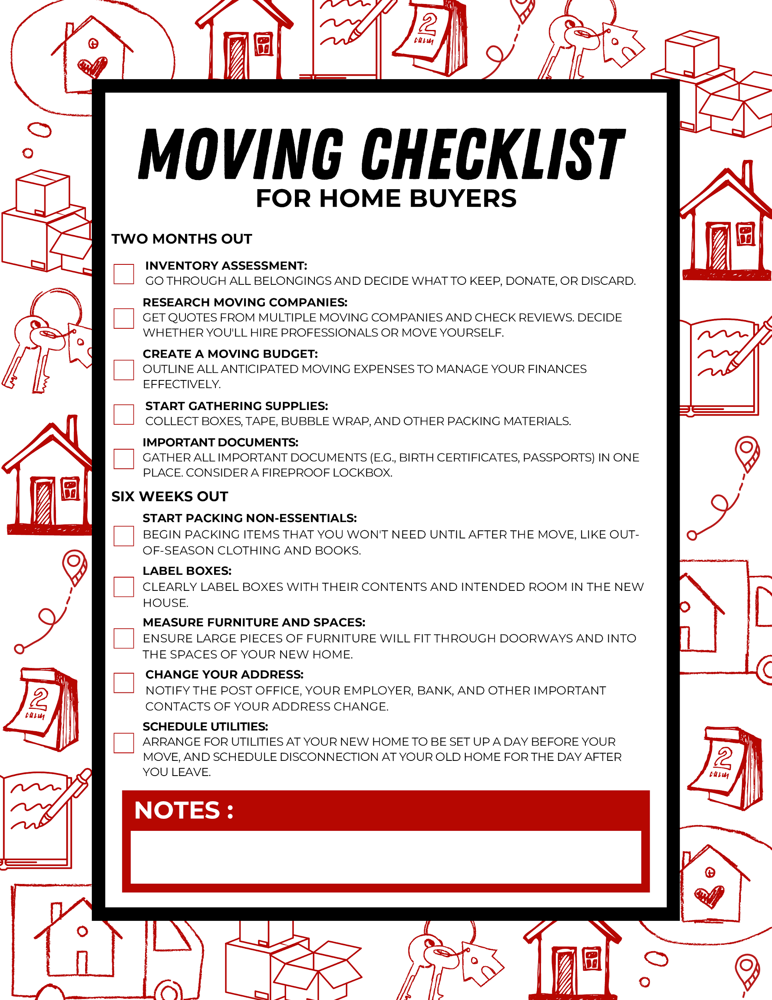 MOVING CHECKLIST
FOR HOME BUYERS
TWO MONTHS OUT
INVENTORY ASSESSMENT:
GO THROUGH ALL BELONGINGS AND DECIDE WHAT TO KEEP, DONATE, OR DISCARD.
RESEARCH MOVING COMPANIES:
GET QUOTES FROM MULTIPLE MOVING COMPANIES AND CHECK REVIEWS. DECIDE
WHETHER YOU'LL HIRE PROFESSIONALS OR MOVE YOURSELF.
CREATE A MOVING BUDGET:
OUTLINE ALL ANTICIPATED MOVING EXPENSES TO MANAGE YOUR FINANCES
EFFECTIVELY.
START GATHERING SUPPLIES:
COLLECT BOXES, TAPE, BUBBLE WRAP, AND OTHER PACKING MATERIALS.
IMPORTANT DOCUMENTS:
GATHER ALL IMPORTANT DOCUMENTS (E.G., BIRTH CERTIFICATES, PASSPORTS) IN ONE
PLACE. CONSIDER A FIREPROOF LOCKBOX.
SIX WEEKS OUT
START PACKING NON-ESSENTIALS:
BEGIN PACKING ITEMS THAT YOU WON'T NEED UNTIL AFTER THE MOVE, LIKE OUT-
OF-SEASON CLOTHING AND BOOKS.
LABEL BOXES:
CLEARLY LABEL BOXES WITH THEIR CONTENTS AND INTENDED ROOM IN THE NEW
HOUSE.
MEASURE FURNITURE AND SPACES:
ENSURE LARGE PIECES OF FURNITURE WILL FIT THROUGH DOORWAYS AND INTO
THE SPACES OF YOUR NEW HOME.
CHANGE YOUR ADDRESS:
NOTIFY THE POST OFFICE, YOUR EMPLOYER, BANK, AND OTHER IMPORTANT
CONTACTS OF YOUR ADDRESS CHANGE.
SCHEDULE UTILITIES:
ARRANGE FOR UTILITIES AT YOUR NEW HOME TO BE SET UP A DAY BEFORE YOUR
MOVE, AND SCHEDULE DISCONNECTION AT YOUR OLD HOME FOR THE DAY AFTER
YOU LEAVE.
NOTES :
2
2
2